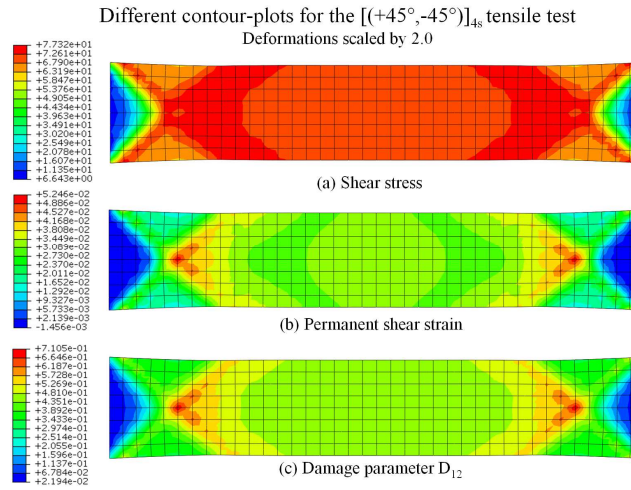 Different contour-plots for the [(+45°,-45°)]4s tensile test
Deformations scaled by 2.0
+7.732e+01
+7.261e+01
+6.790e+01
+6.319e+01
+5.847e+01
+5.376e+01
+4.905e+01
+4.434e+01
+3.963e+01
+3.491e+01
+3.020e+01
+2.549e+01
+2.078e+01
+1.607e+01
+1.135e+01
+6.643e+00
(a) Shear stress
+5.246e-02
+4.886e-02
+4.527e-02
+4.168e-02
+3.808e-02
+3.449e-02
+3.089e-02
+2.730e-02
+2.370e-02
+2.011e-02
+1.652e-02
+1.292e-02
+9.327e-03
+5.733e-03
+2.139e-03
-1.456e-03
(b) Permanent shear strain
+7.105e-01
+6.646e-01
+6.187e-01
+5.728e-01
+5.269e-01
+4.810e-01
+4.351e-01
+3.892e-01
+3.433e-01
+2.974e-01
+2.514e-01
+2.055e-01
+1.596e-01
+1.137e-01
+6.784e-02
+2.194e-02
(c) Damage parameter D12